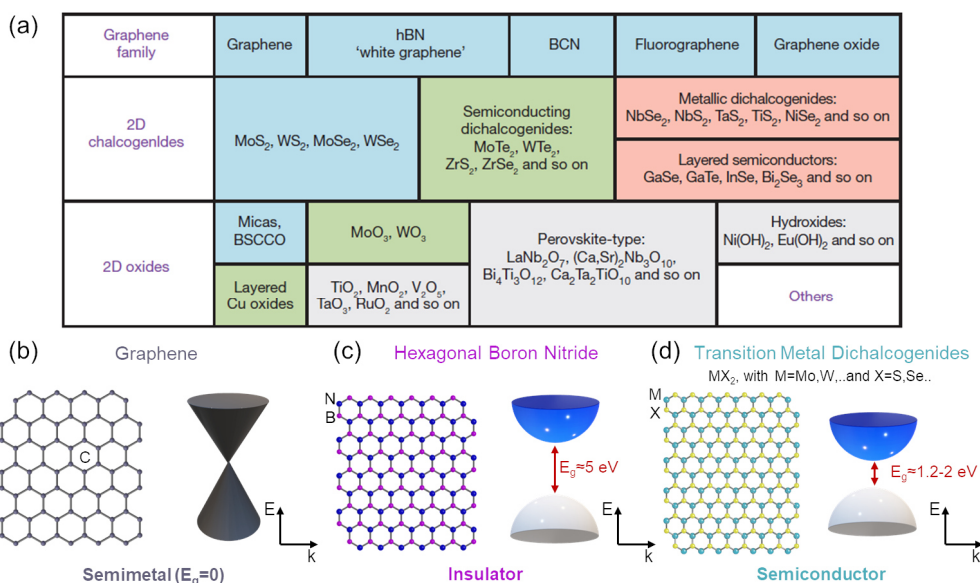 (a)
Graphene
family
Graphene
hBN
'white graphene'
BCN
Fluorographene
Graphene oxide
2D
chalcogenides
MoS₂, WS₂, MoSe₂, WSe₂
Semiconducting
dichalcogenides:
MoTe₂, WTe₂,
ZrS₂, ZrSe₂ and so on
Metallic dichalcogenides:
NbSe₂, NbS₂, TaS₂, TiS₂, NiSe₂ and so on
Layered semiconductors:
GaSe, GaTe, InSe, Bi₂Se₃ and so on
2D oxides
Micas,
BSCCO
MoO₃, WO₃
Perovskite-type:
LaNb₂O₇, (Ca,Sr)₂Nb₃O₁₀,
Bi₄Ti₃O₁₂, Ca₂Ta₂TiO₁₀ and so on
Hydroxides:
Ni(OH)₂, Eu(OH)₂ and so on
Layered
Cu oxides
TiO₂, MnO₂, V₂O₅,
TaO₃, RuO₂ and so on
Others
(b)
Graphene
C
E
k
Semimetal (E_g=0)
(c)
Hexagonal Boron Nitride
N
B
E_g≈5 eV
E
k
Insulator
(d)
Transition Metal Dichalcogenides
MX₂, with M=Mo,W,..and X=S,Se..
M
X
E_g≈1.2-2 eV
E
k
Semiconductor